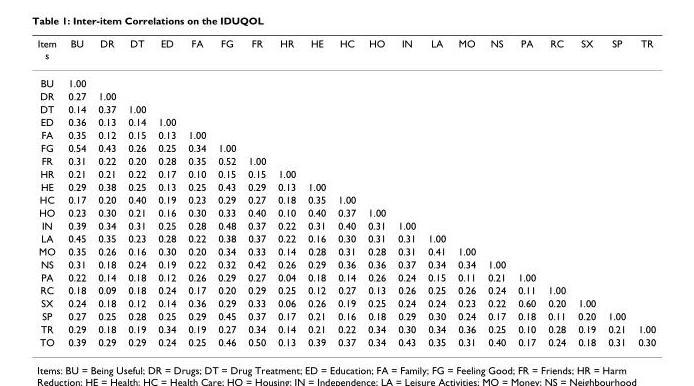 Table 1: Inter-item Correlations on the IDUQOL
Item BU DR DT ED FA FG FR HR HE HC HO IN LA MO NS PA RC SX SP TR
s
BU 1.00
DR 0.27 1.00
DT 0.14 0.37 1.00
ED 0.36 0.13 0.14 1.00
FA 0.35 0.12 0.15 0.13 1.00
FG 0.54 0.43 0.26 0.25 0.34 1.00
FR 0.31 0.22 0.20 0.28 0.35 0.52 1.00
HR 0.21 0.21 0.22 0.17 0.10 0.15 0.15 1.00
HE 0.29 0.38 0.25 0.13 0.25 0.43 0.29 0.13 1.00
HC 0.17 0.20 0.40 0.19 0.23 0.29 0.27 0.18 0.35 1.00
HO 0.23 0.30 0.21 0.16 0.30 0.33 0.40 0.10 0.40 0.37 1.00
IN 0.39 0.34 0.31 0.25 0.28 0.48 0.37 0.22 0.31 0.40 0.31 1.00
LA 0.45 0.35 0.23 0.28 0.22 0.38 0.37 0.22 0.16 0.30 0.31 0.31 1.00
MO 0.35 0.26 0.16 0.30 0.20 0.34 0.33 0.14 0.28 0.31 0.28 0.31 0.41 1.00
NS 0.31 0.18 0.24 0.19 0.22 0.32 0.42 0.26 0.29 0.36 0.36 0.37 0.34 0.34 1.00
PA 0.22 0.14 0.18 0.12 0.26 0.29 0.27 0.04 0.18 0.14 0.26 0.24 0.15 0.11 0.21 1.00
RC 0.18 0.09 0.18 0.24 0.17 0.20 0.29 0.25 0.12 0.27 0.13 0.26 0.25 0.26 0.24 0.11 1.00
SX 0.24 0.18 0.12 0.14 0.36 0.29 0.33 0.06 0.26 0.19 0.25 0.24 0.24 0.23 0.22 0.60 0.20 1.00
SP 0.27 0.25 0.28 0.29 0.29 0.45 0.37 0.17 0.21 0.16 0.18 0.29 0.30 0.24 0.17 0.18 0.11 0.20 1.00
TR 0.29 0.18 0.19 0.34 0.19 0.27 0.34 0.14 0.21 0.22 0.34 0.30 0.34 0.36 0.25 0.10 0.28 0.19 0.21 1.00
TO 0.39 0.29 0.29 0.24 0.25 0.46 0.50 0.13 0.39 0.37 0.34 0.43 0.35 0.31 0.40 0.17 0.24 0.18 0.31 0.30
Items: BU = Being Useful; DR = Drugs; DT = Drug Treatment; ED = Education; FA = Family; FG = Feeling Good; FR = Friends; HR = Harm
Reduction; HE = Health; HC = Health Care; HO = Housing; IN = Independence; LA = Leisure Activities; MO = Money; NS = Neighbourhood